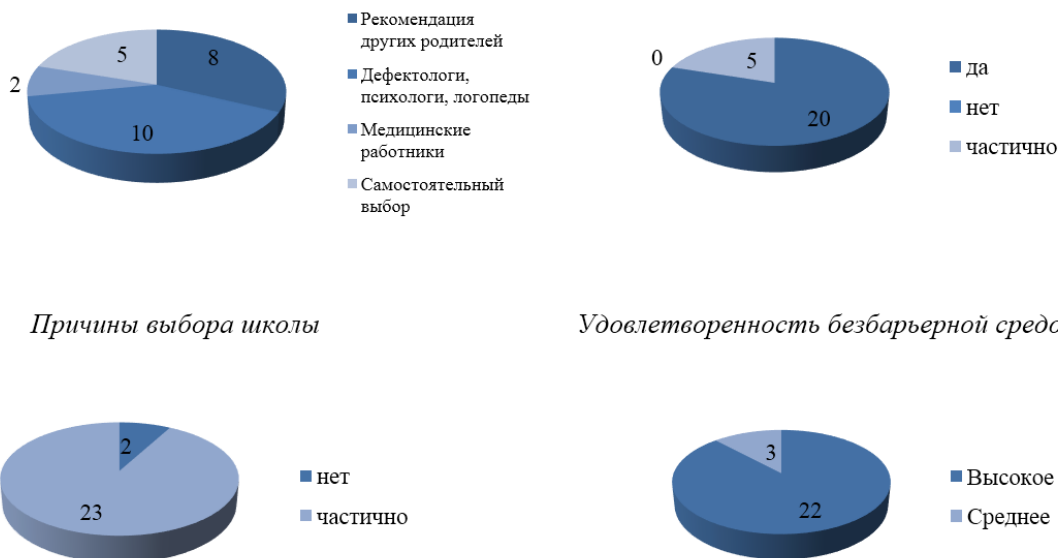 8
10
2
5
Рекомендация
других родителей
Дефектологи,
психологи, логопеды
Медицинские
работники
Самостоятельный
выбор
0
5
20
да
нет
частично
Причины выбора школы
Удовлетворенность безбарьерной средо
2
23
нет
частично
3
22
Высокое
Среднее